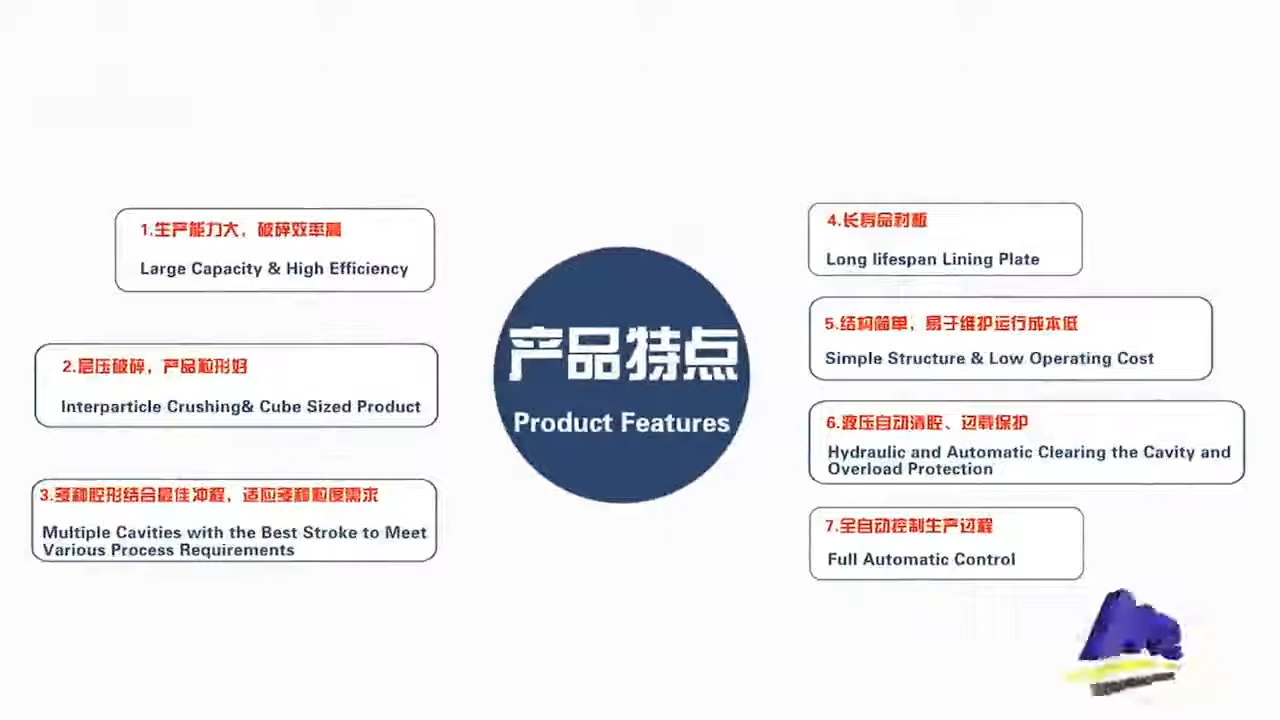 1.生产能力大，破碎效率高
Large Capacity & High Efficiency
2.层压破碎，产品粒形好
Interparticle Crushing& Cube Sized Product
3.多种腔形结合最佳冲程，适应多种粒度需求
Multiple Cavities with the Best Stroke to Meet
Various Process Requirements
产品特点
Product Features
4.长寿命衬板
Long lifespan Lining Plate
5.结构简单，易于维护运行成本低
Simple Structure & Low Operating Cost
6.液压自动清腔、过载保护
Hydraulic and Automatic Clearing the Cavity and
Overload Protection
7.全自动控制生产过程
Full Automatic Control